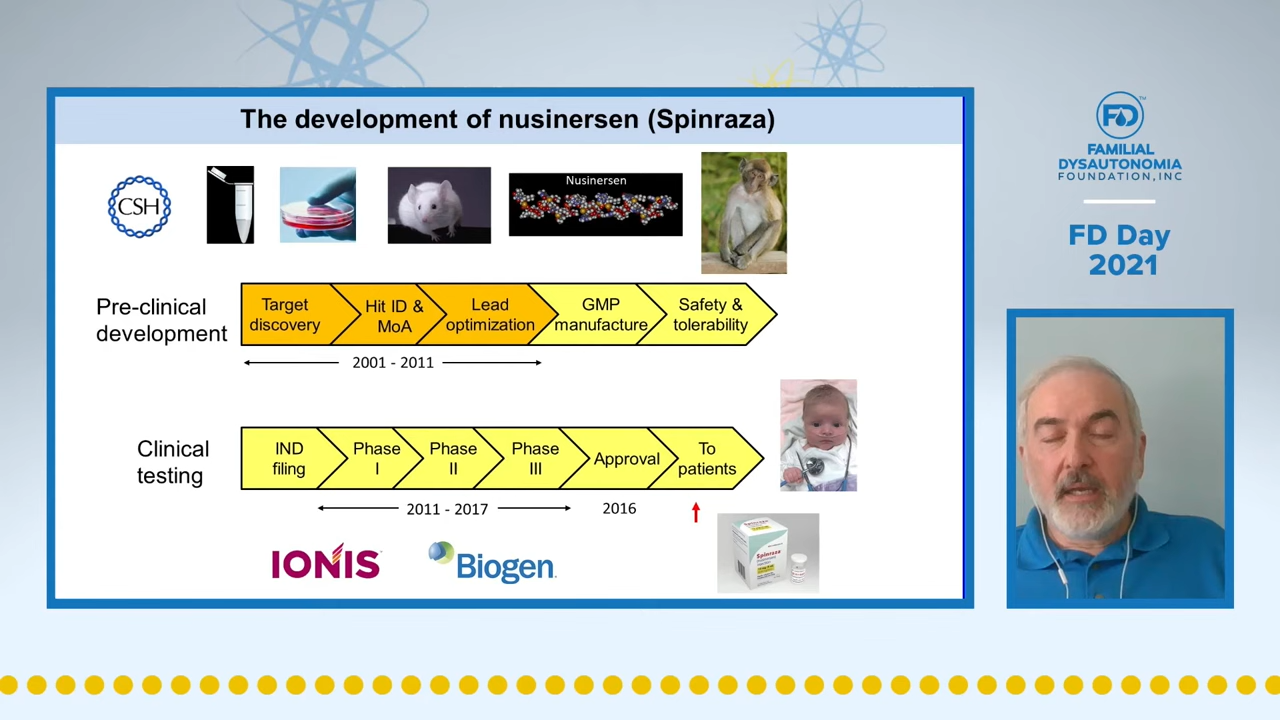 The development of nusinersen (Spinraza)
CSH
Nusinersen
Pre-clinical
development
Target
discovery
Hit ID &
MoA
Lead
optimization
GMP
manufacture
Safety &
tolerability
2001 - 2011
Clinical
testing
IND
filing
Phase
I
Phase
II
Phase
III
Approval
To
patients
2011 - 2017
2016
IONIS
Biogen.
Spinraza
FD™
FAMILIAL
DYSAUTONOMIA
FOUNDATION, INC
FD Day
2021